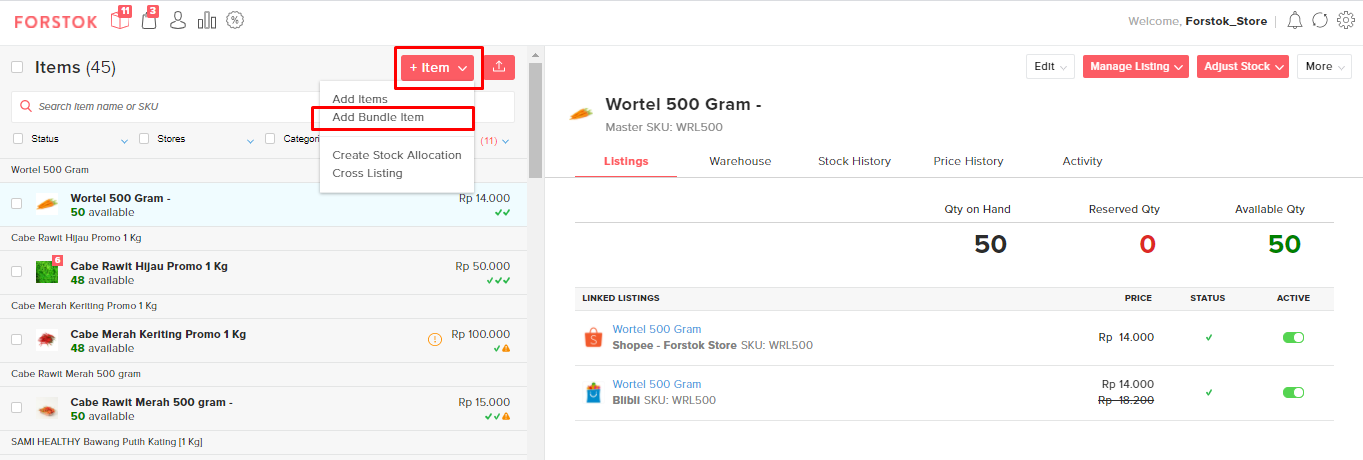 FORSTOK 11 3 Welcome, Forstok_Store
Items (45) + Item
Search item name or SKU
Status Stores Categori (11)
Add Items
Add Bundle Item
Create Stock Allocation
Cross Listing
Wortel 500 Gram
Wortel 500 Gram - Rp 14.000
50 available
Cabe Rawit Hijau Promo 1 Kg
6
Cabe Rawit Hijau Promo 1 Kg Rp 50.000
48 available
Cabe Merah Keriting Promo 1 Kg
Cabe Merah Keriting Promo 1 Kg Rp 100.000
48 available
Cabe Rawit Merah 500 gram
Cabe Rawit Merah 500 gram - Rp 15.000
50 available
SAMI HEALTHY Bawang Putih Kating [1 Kg]
Edit Manage Listing Adjust Stock More
Wortel 500 Gram -
Master SKU: WRL500
Listings Warehouse Stock History Price History Activity
Qty on Hand Reserved Qty Available Qty
50 0 50
LINKED LISTINGS PRICE STATUS ACTIVE
Wortel 500 Gram
Shopee - Forstok Store SKU: WRL500 Rp 14.000
Wortel 500 Gram Rp 14.000
Blibli SKU: WRL500 Rp 18.200